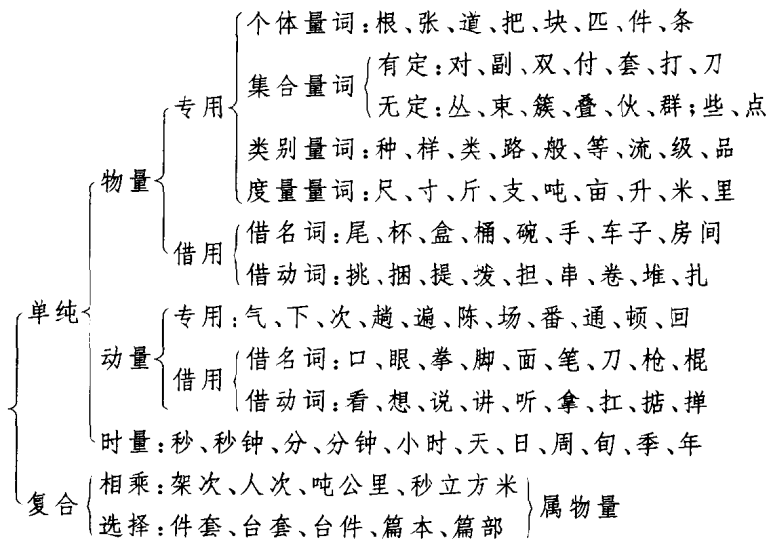 个体量词:根、张、道、把、块、匹、件、条
集合量词
有定:对、副、双、付、套、打、刀
无定:丛、束、簇、叠、伙、群;些、点
专用
类别量词:种、样、类、路、般、等、流、级、品
物量
度量量词:尺、寸、斤、支、吨、亩、升、米、里
借用
借名词:尾、杯、盒、桶、碗、手、车子、房间
借动词:挑、捆、提、拨、担、串、卷、堆、扎
单纯
专用:气、下、次、趟、遍、陈、场、番、通、顿、回
动量
借用
借名词:口、眼、拳、脚、面、笔、刀、枪、棍
借动词:看、想、说、讲、听、拿、扛、掂、掸
时量:秒、秒钟、分、分钟、小时、天、日、周、旬、季、年
复合
相乘:架次、人次、吨公里、秒立方米
选择:件套、台套、台件、篇本、篇部
属物量